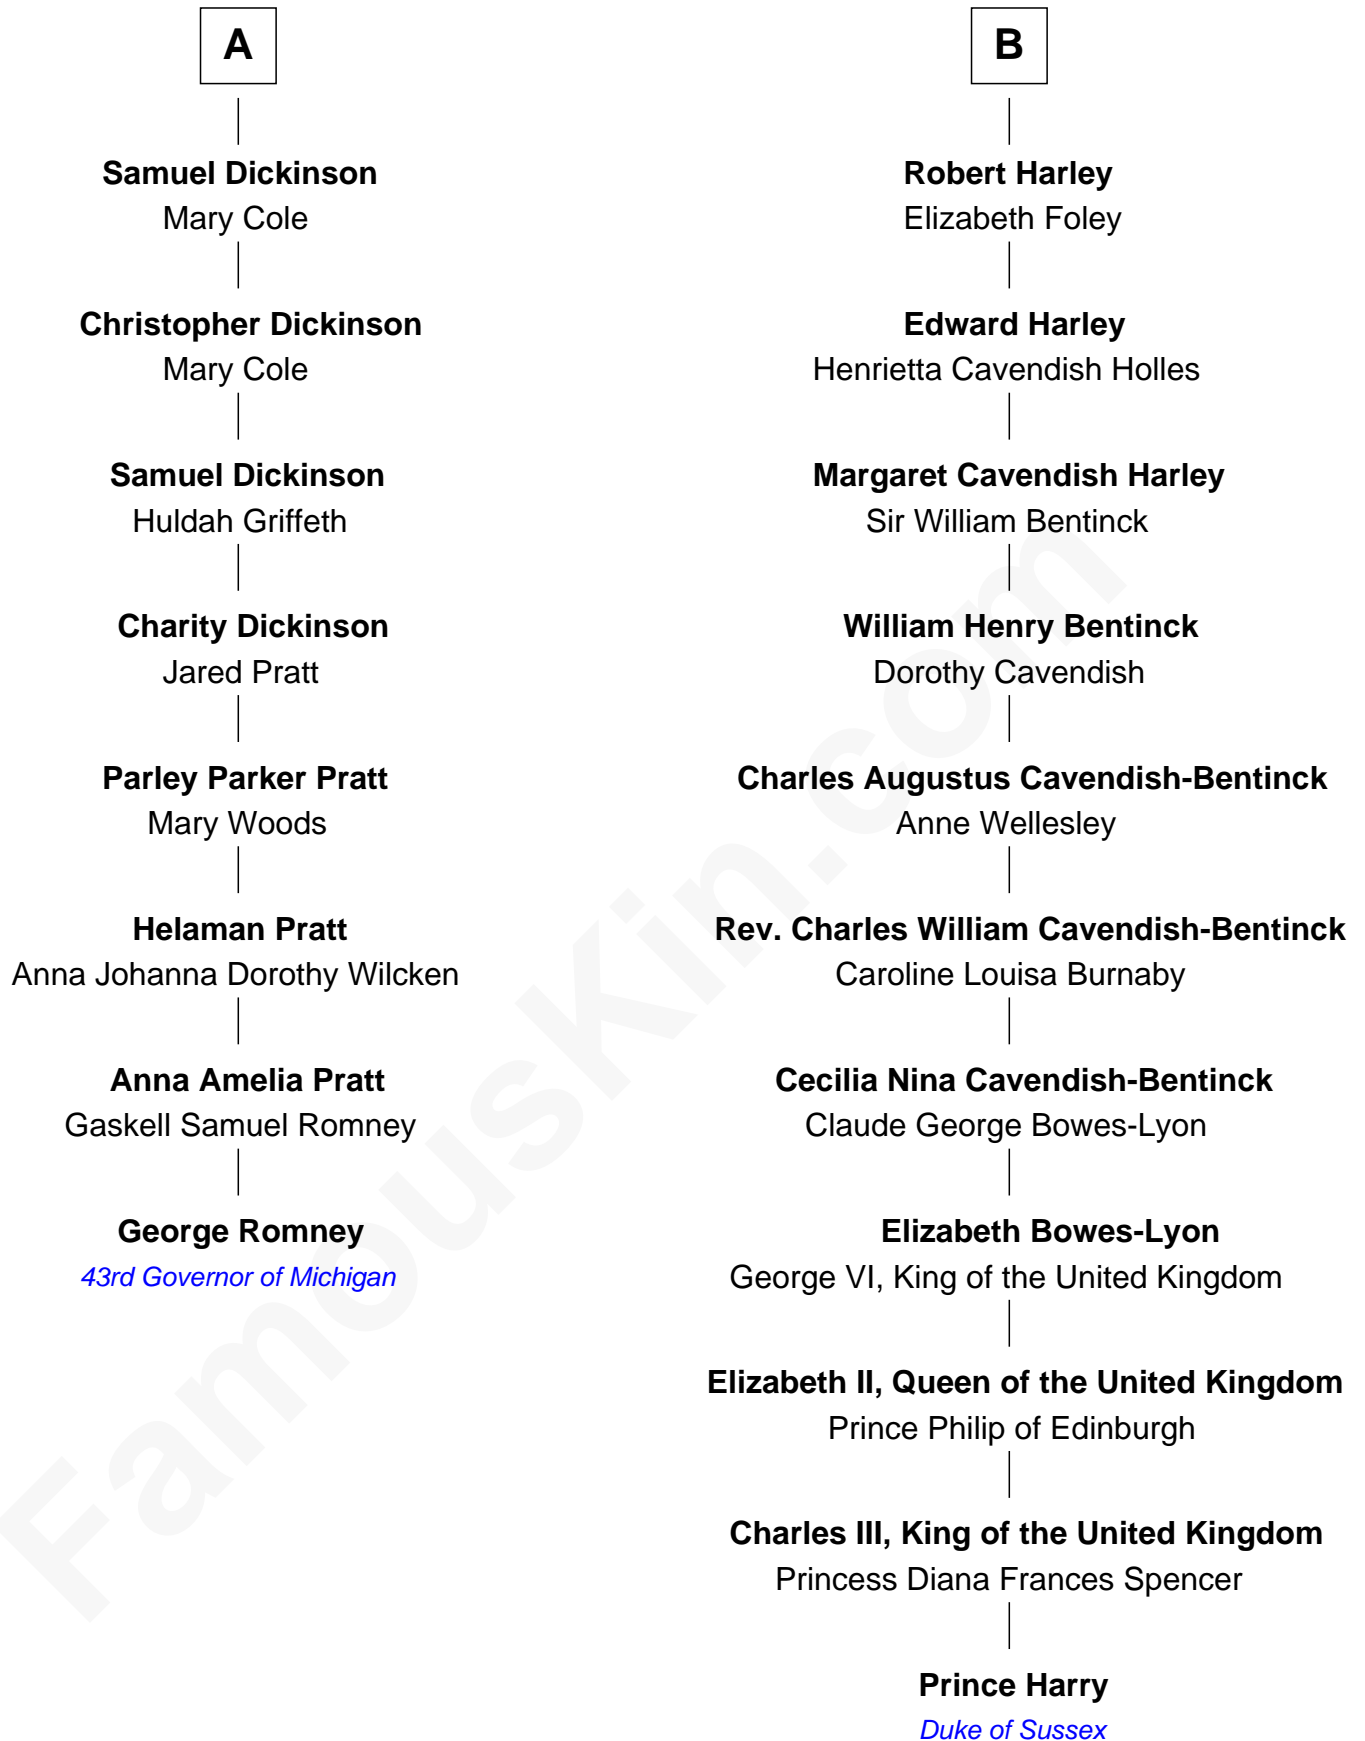 A
Samuel Dickinson
Mary Cole
Christopher Dickinson
Mary Cole
Samuel Dickinson
Huldah Griffeth
Charity Dickinson
Jared Pratt
Parley Parker Pratt
Mary Woods
Helaman Pratt
Anna Johanna Dorothy Wilcken
Anna Amelia Pratt
Gaskell Samuel Romney
George Romney
43rd Governor of Michigan
B
Robert Harley
Elizabeth Foley
Edward Harley
Henrietta Cavendish Holles
Margaret Cavendish Harley
Sir William Bentinck
William Henry Bentinck
Dorothy Cavendish
Charles Augustus Cavendish-Bentinck
Anne Wellesley
Rev. Charles William Cavendish-Bentinck
Caroline Louisa Burnaby
Cecilia Nina Cavendish-Bentinck
Claude George Bowes-Lyon
Elizabeth Bowes-Lyon
George VI, King of the United Kingdom
Elizabeth II, Queen of the United Kingdom
Prince Philip of Edinburgh
Charles III, King of the United Kingdom
Princess Diana Frances Spencer
Prince Harry
Duke of Sussex
FamousKin.com